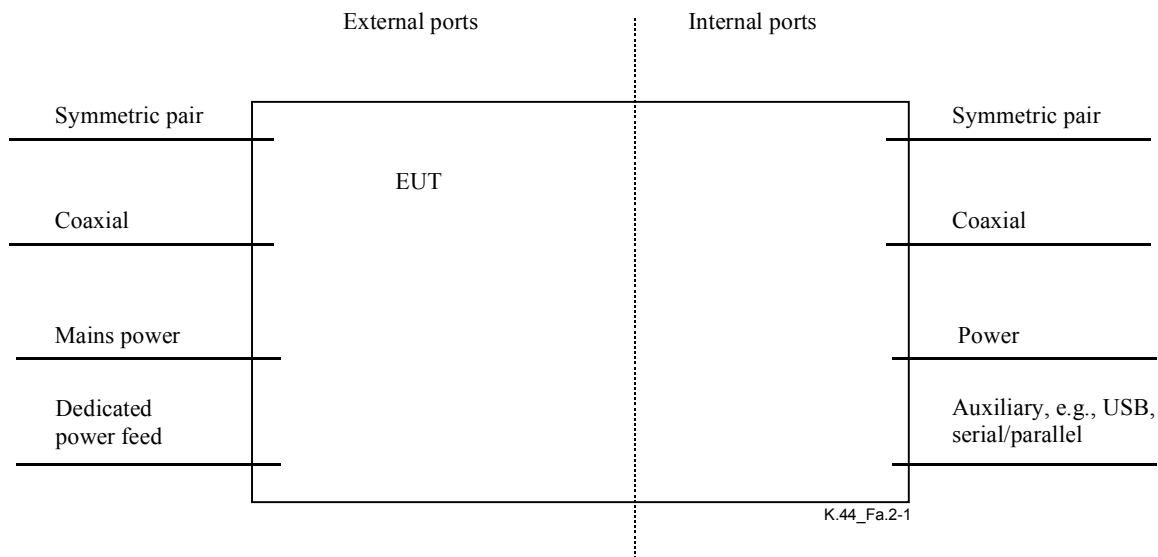 External ports
Internal ports
Symmetric pair
Symmetric pair
EUT
Coaxial
Coaxial
Mains power
Power
Dedicated
power feed
Auxiliary, e.g., USB,
serial/parallel
K.44_Fa.2-1